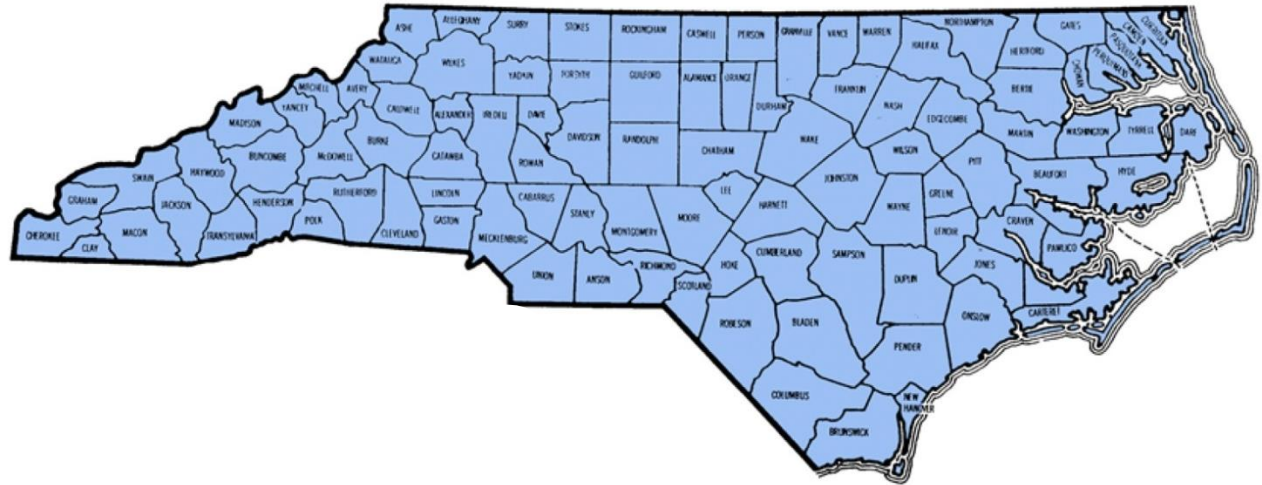 ASHE
ALLEGHANY
SURRY
STOKES
ROCKINGHAM
CASWELL
PERSON
GRANVILLE
VANCE
WARREN
NORTHAMPTON
GATES
CURRITUCK
CAMDEN
PASQUOTANK
PERQUIMANS
CHOWAN
HALIFAX
HERTFORD
WATAUGA
WILKES
YADKIN
FORSYTH
GUILFORD
ALAMANCE
ORANGE
DURHAM
FRANKLIN
NASH
BERTIE
MITCHELL
AVERY
YANCEY
CALDWELL
ALEXANDER
IREDELL
DAVIE
EDGECOMBE
MADISON
BURKE
DAVIDSON
RANDOLPH
CHATHAM
WAKE
WILSON
MARTIN
WASHINGTON
TYRRELL
DARE
BUNCOMBE
McDOWELL
CATAWBA
ROWAN
PITT
SWAIN
HAYWOOD
JOHNSTON
BEAUFORT
HYDE
GRAHAM
JACKSON
HENDERSON
RUTHERFORD
LINCOLN
CABARRUS
STANLY
MOORE
LEE
HARNETT
WAYNE
GREENE
LENOIR
CRAVEN
CHEROKEE
CLAY
MACON
TRANSYLVANIA
POLK
CLEVELAND
GASTON
MECKLENBURG
MONTGOMERY
PAMLICO
UNION
ANSON
RICHMOND
SCOTLAND
HOKE
CUMBERLAND
SAMPSON
DUPLIN
JONES
ROBESON
BLADEN
ONSLOW
CARTERET
PENDER
COLUMBUS
NEW
HANOVER
BRUNSWICK